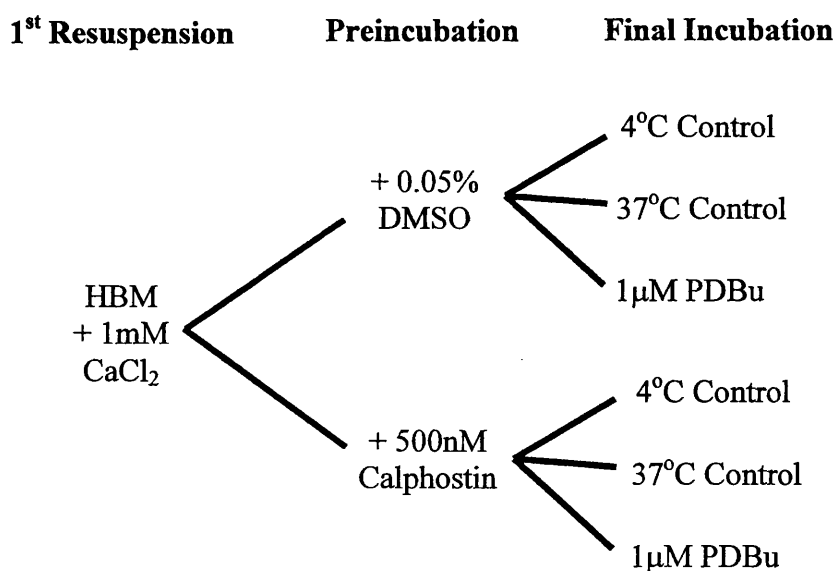 1st Resuspension Preincubation Final Incubation
4°C Control
+ 0.05%
DMSO
37°C Control
1μM PDBu
HBM
+ 1mM
CaCl2
4°C Control
+ 500nM
Calphostin
37°C Control
1μM PDBu